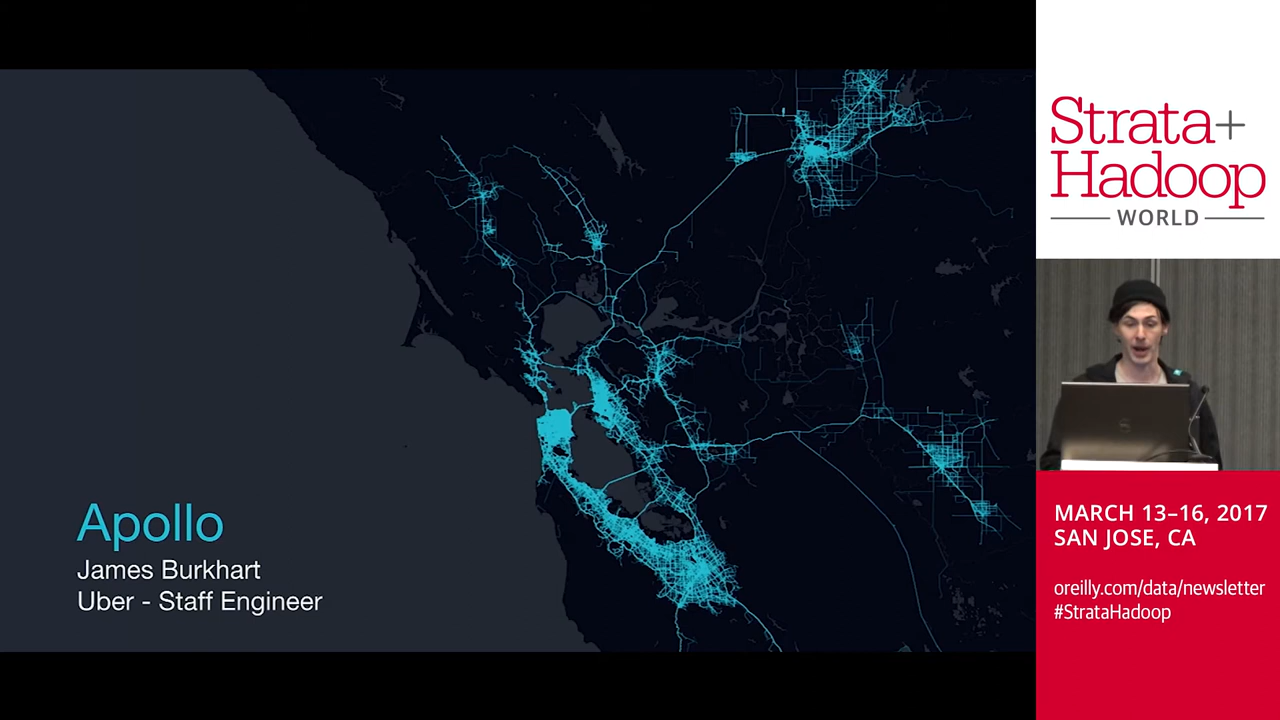 Apollo
James Burkhart
Uber - Staff Engineer
Strata+
Hadoop
WORLD
MARCH 13–16, 2017
SAN JOSE, CA
oreilly.com/data/newsletter
#StrataHadoop